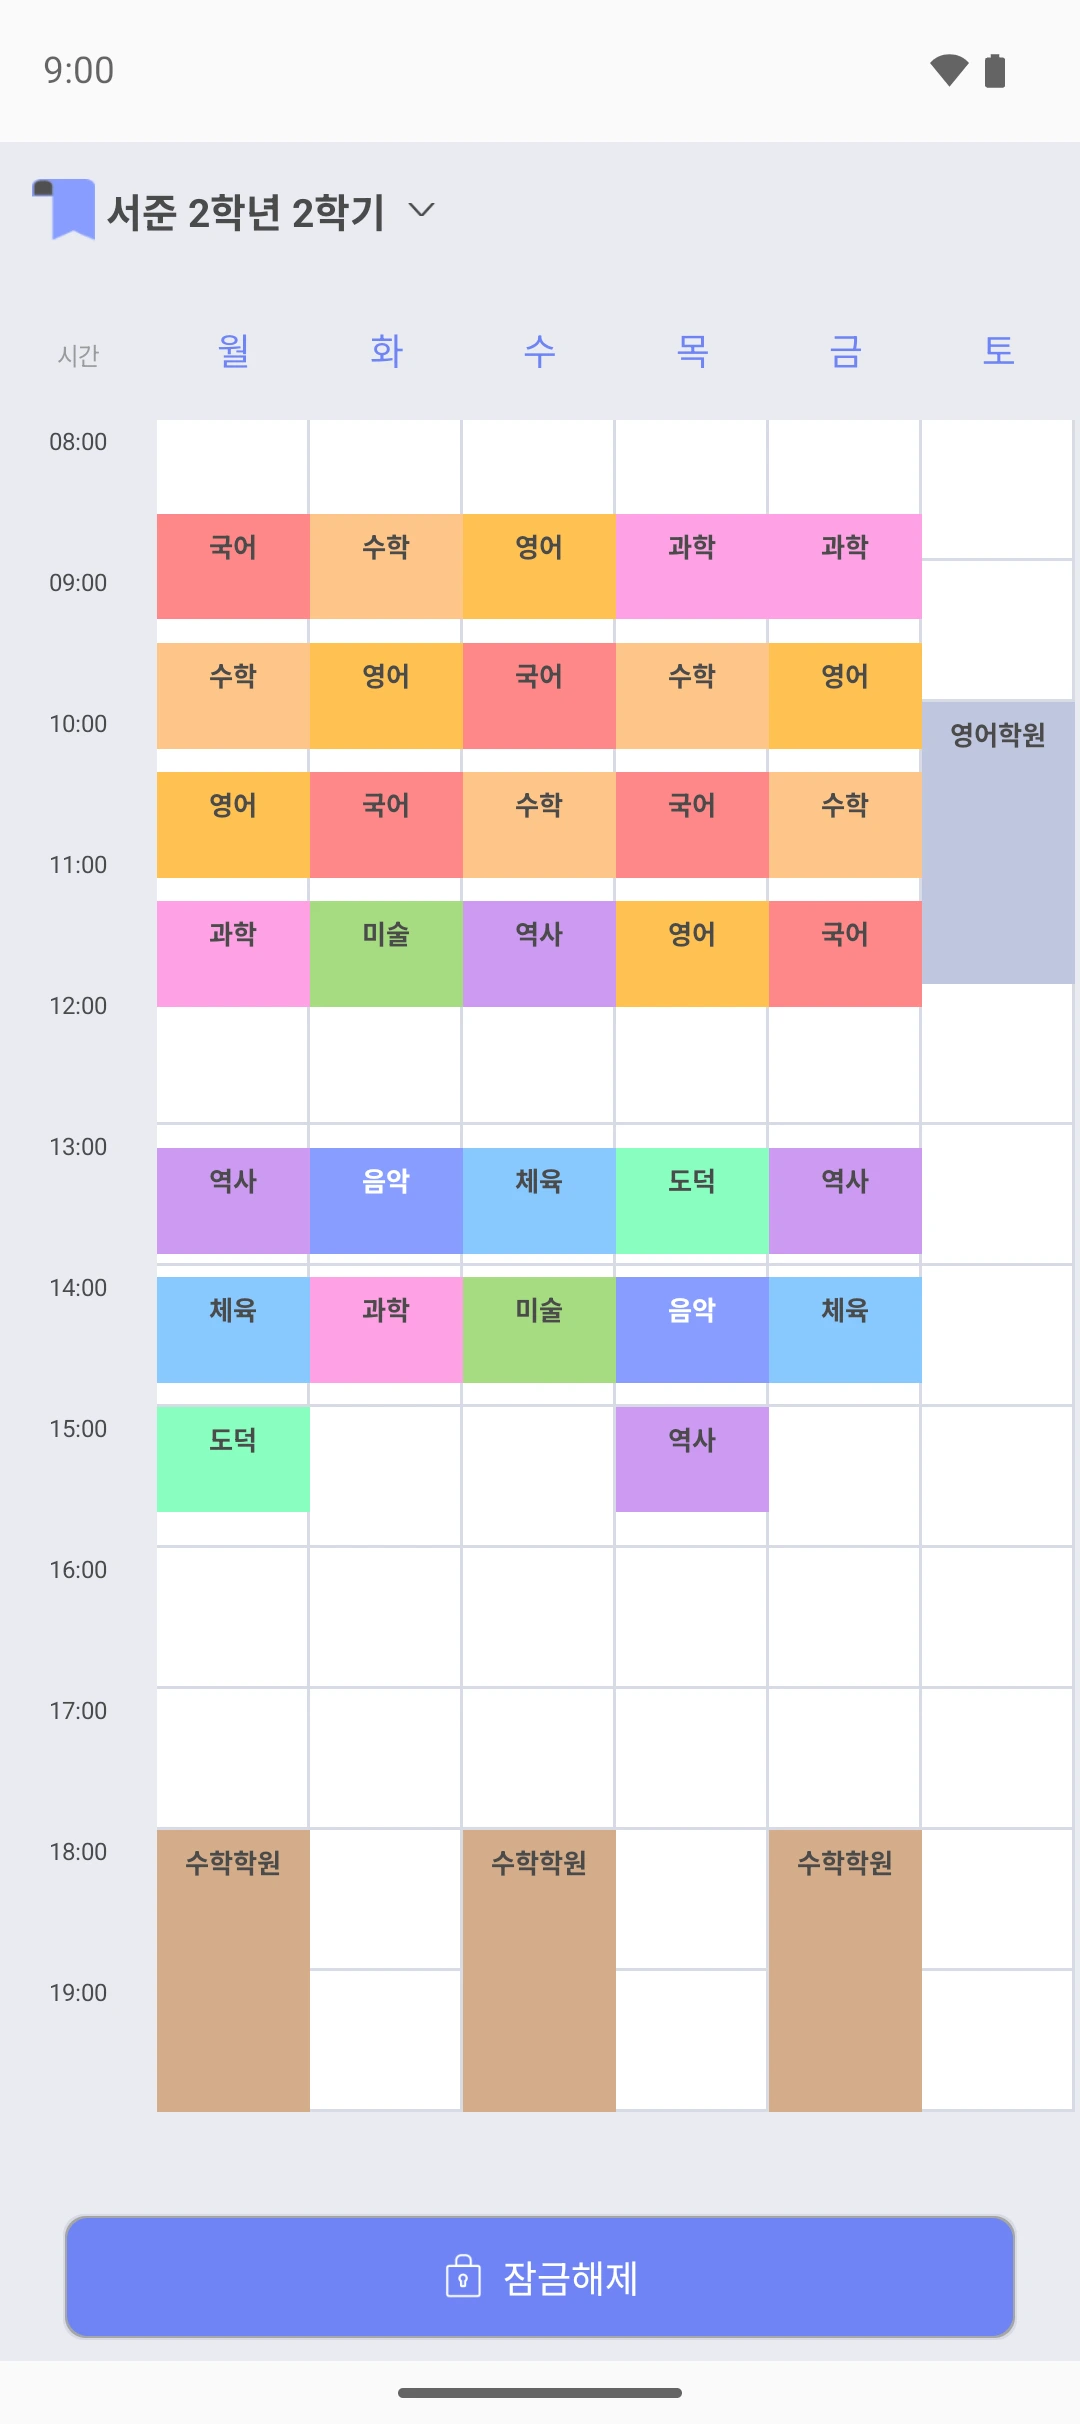 9:00
서준 2학년 2학기
시간 월 화 수 목 금 토
08:00
국어 수학 영어 과학 과학
09:00
수학 영어 국어 수학 영어
10:00 영어학원
영어 국어 수학 국어 수학
11:00
과학 미술 역사 영어 국어
12:00
13:00
역사 음악 체육 도덕 역사
14:00
체육 과학 미술 음악 체육
15:00
도덕 역사
16:00
17:00
18:00
수학학원 수학학원 수학학원
19:00
잠금해제